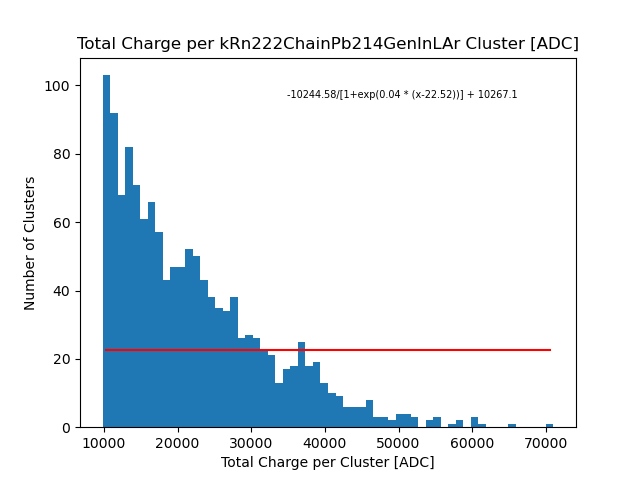 Total Charge per kRn222ChainPb214GenInLAr Cluster [ADC]
-10244.58/[1+exp(0.04 * (x-22.52))] + 10267.1
100
80
60
40
20
0
Number of Clusters
10000 20000 30000 40000 50000 60000 70000
Total Charge per Cluster [ADC]